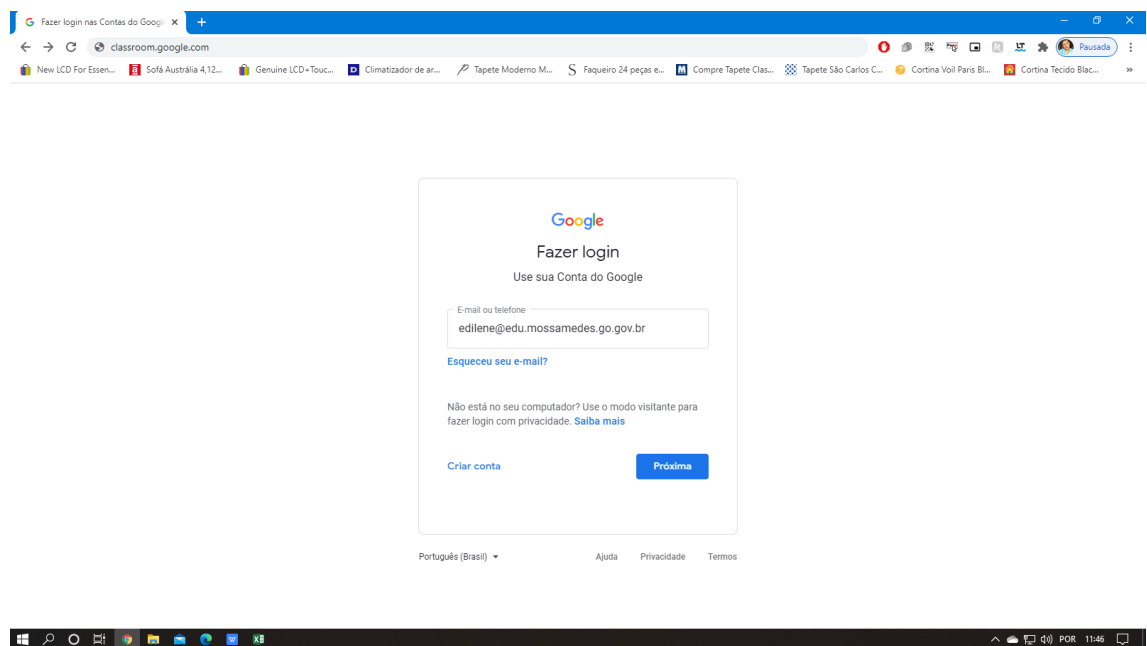 Fazer login nas Contas do Googl
classroom.google.com
Pausada
New LCD For Essen...
Sofá Austrália 4,12...
Genuine LCD+Touc...
Climatizador de ar...
Tapete Moderno M...
Faqueiro 24 peças e...
Compre Tapete Clas...
Tapete São Carlos C...
Cortina Voil Paris Bl...
Cortina Tecido Blac...
Google
Fazer login
Use sua Conta do Google
E-mail ou telefone
edilene@edu.mossamedes.go.gov.br
Esqueceu seu e-mail?
Não está no seu computador? Use o modo visitante para
fazer login com privacidade. Saiba mais
Criar conta
Próxima
Português (Brasil)
Ajuda
Privacidade
Termos
POR
11:46